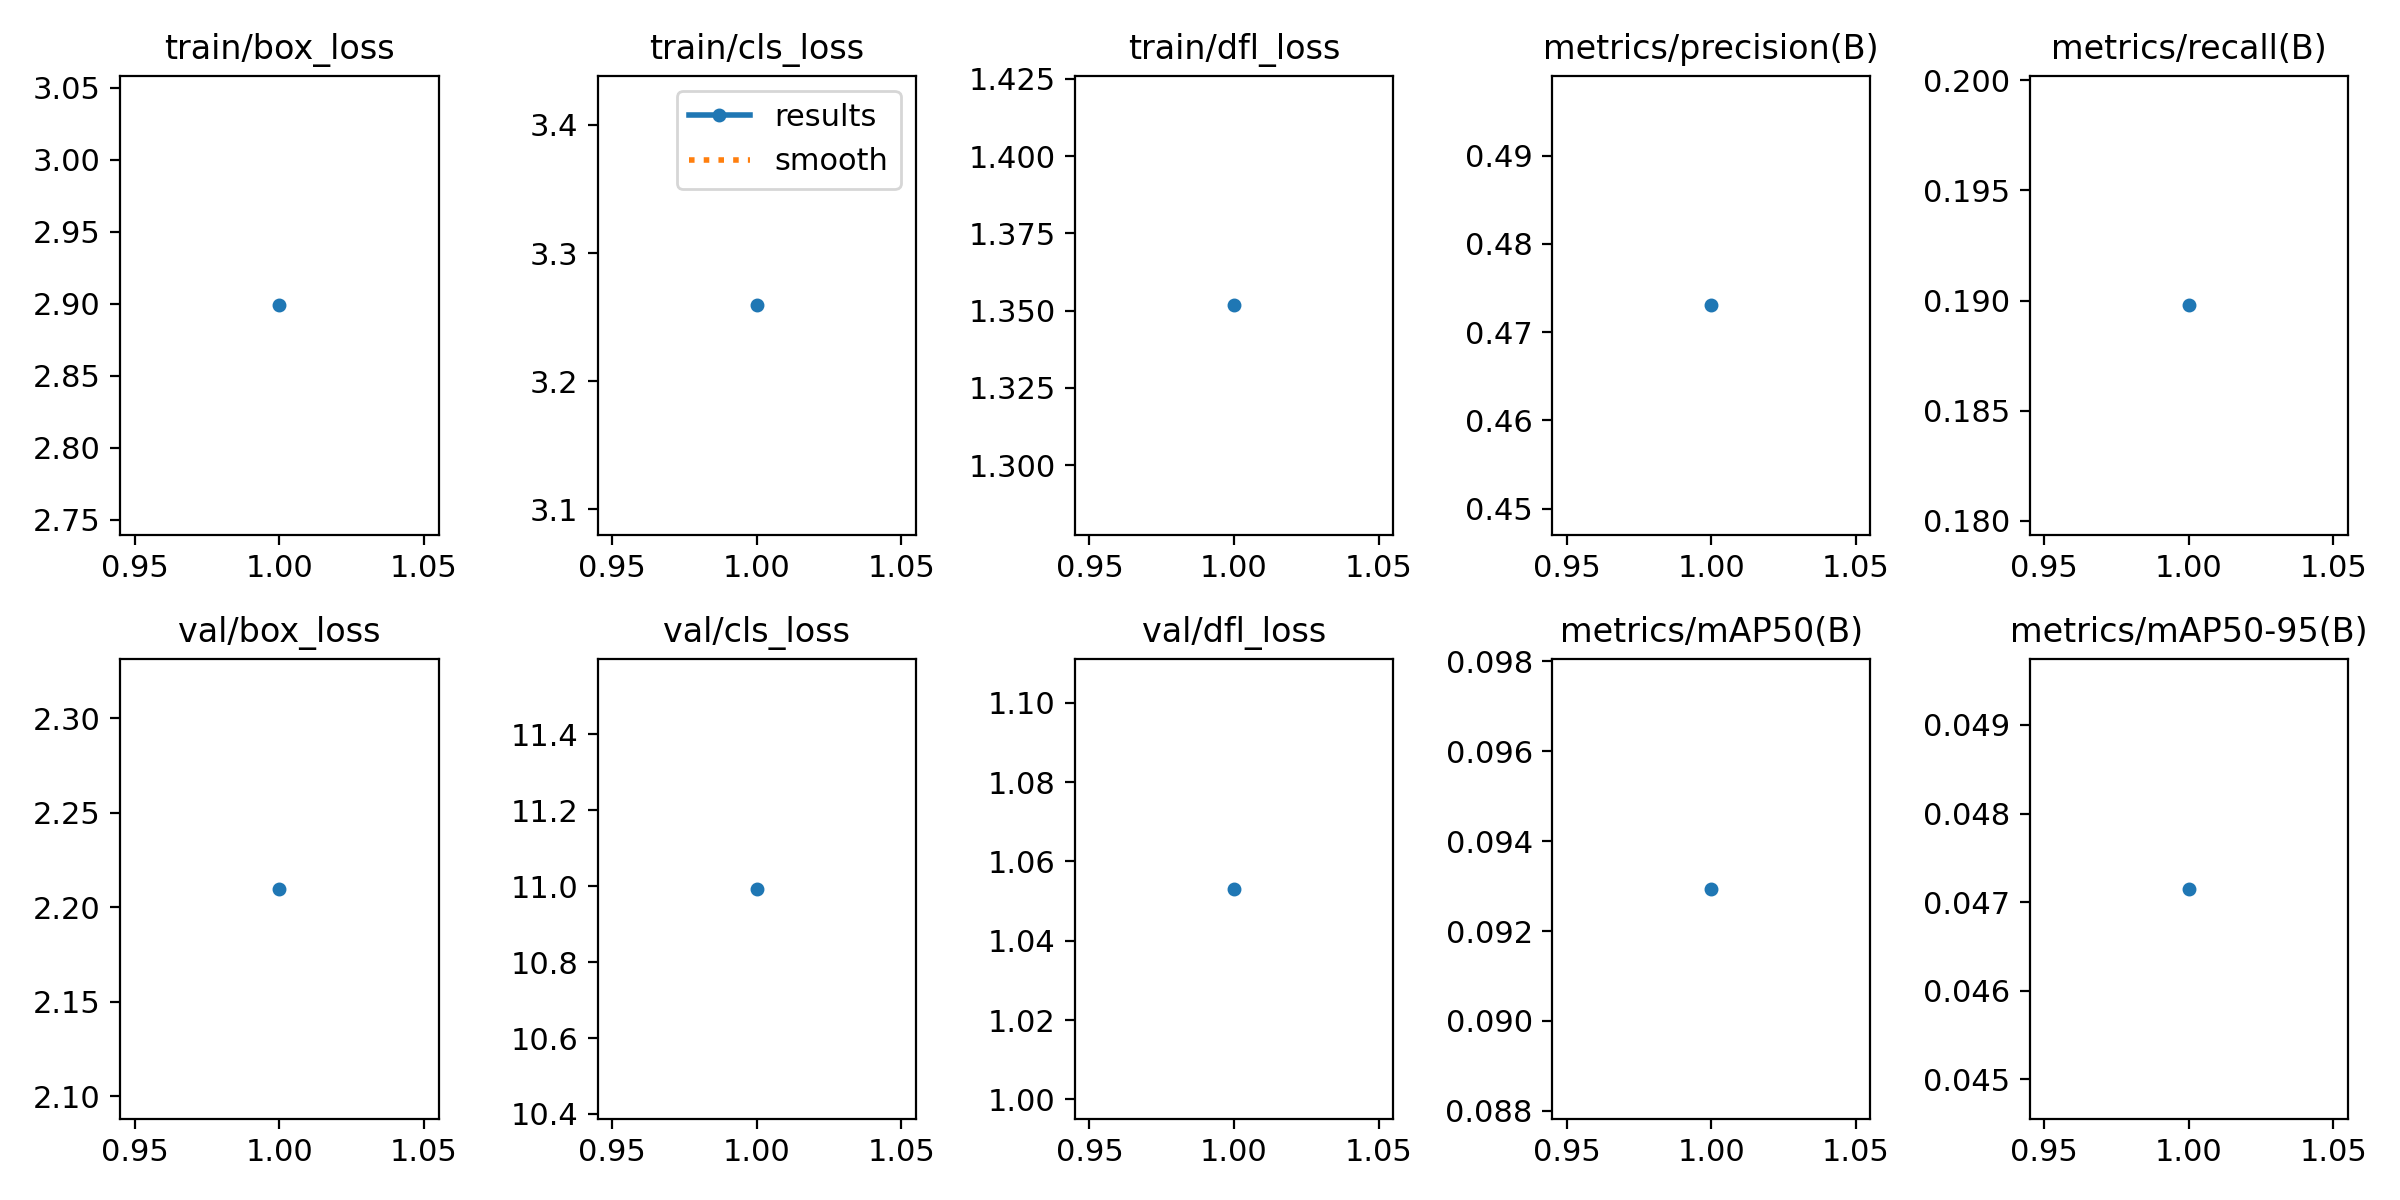 train/box_loss
3.05
3.00
2.95
2.90
2.85
2.80
2.75
0.95 1.00 1.05
train/cls_loss
results
smooth
3.4
3.3
3.2
3.1
0.95 1.00 1.05
train/dfl_loss
1.425
1.400
1.375
1.350
1.325
1.300
0.95 1.00 1.05
metrics/precision(B)
0.49
0.48
0.47
0.46
0.45
0.95 1.00 1.05
metrics/recall(B)
0.200
0.195
0.190
0.185
0.180
0.95 1.00 1.05
val/box_loss
2.30
2.25
2.20
2.15
2.10
0.95 1.00 1.05
val/cls_loss
11.4
11.2
11.0
10.8
10.6
10.4
0.95 1.00 1.05
val/dfl_loss
1.10
1.08
1.06
1.04
1.02
1.00
0.95 1.00 1.05
metrics/mAP50(B)
0.098
0.096
0.094
0.092
0.090
0.088
0.95 1.00 1.05
metrics/mAP50-95(B)
0.049
0.048
0.047
0.046
0.045
0.95 1.00 1.05